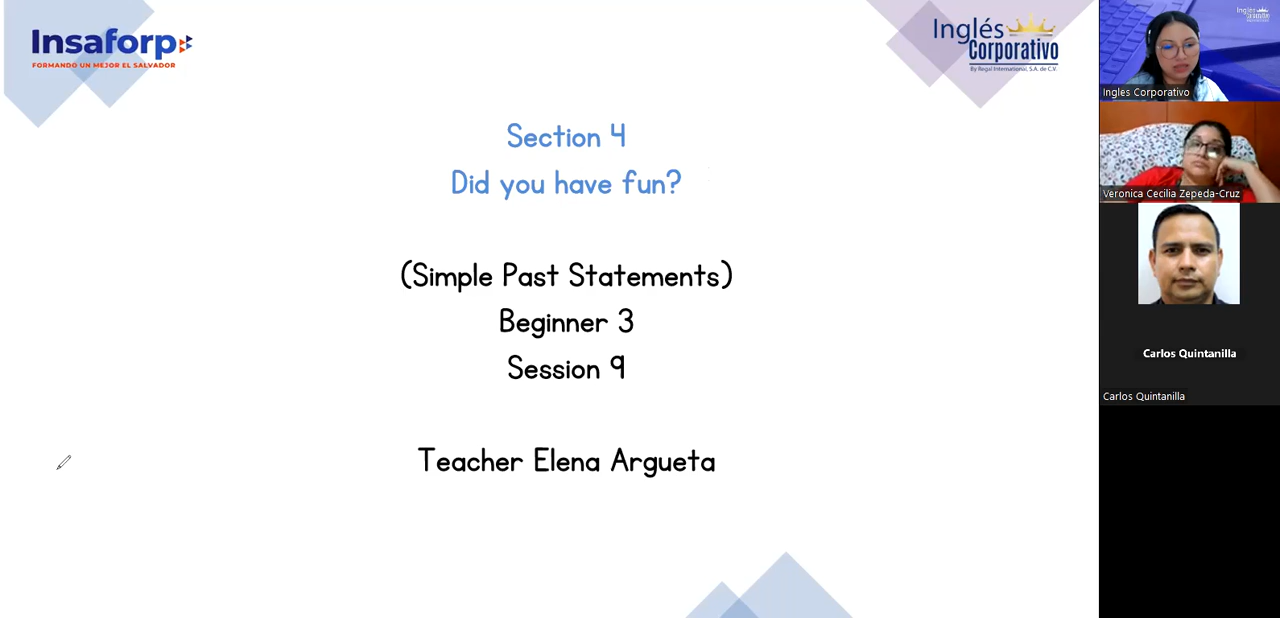 Insaforp
FORMANDO UN MEJOR EL SALVADOR
Inglés
Corporativo
By Regal International, S.A. de C.V.
Section 4
Did you have fun?
(Simple Past Statements)
Beginner 3
Session 9
Teacher Elena Argueta
Ingles Corporativo
Veronica Cecilia Zepeda-Cruz
Carlos Quintanilla
Carlos Quintanilla